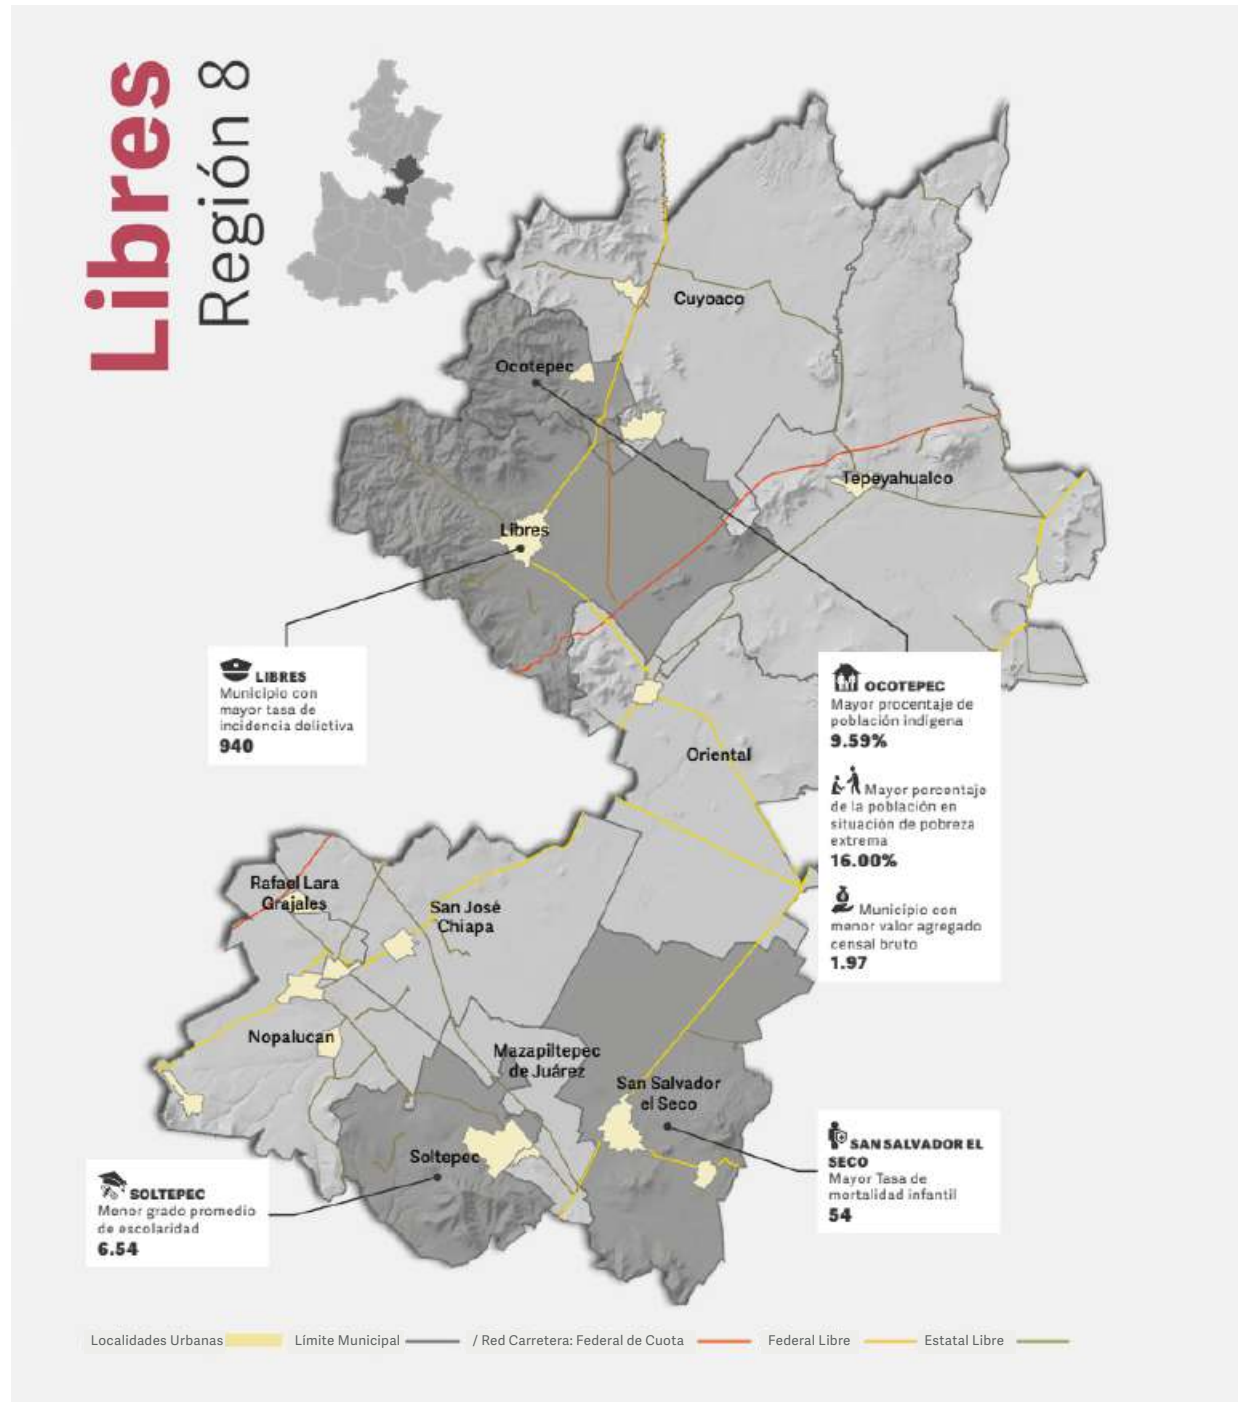 Libres
Región 8
Cuyoaco
Ocotepec
Tepeyahualco
Libres
LIBRES
Municipio con
mayor tasa de
incidencia delictiva
940
OCOTEPEC
Mayor procentaje de
población indígena
9.59%
Mayor porcentaje
de la población en
situación de pobreza
extrema
16.00%
Municipio con
menor valor agregado
censal bruto
1.97
Oriental
Rafael Lara
Grajales
San José
Chiapa
Nopalucan
Mazapiltepec
de Juárez
San Salvador
el Seco
Soltepec
SAN SALVADOR EL
SECO
Mayor Tasa de
mortalidad infantil
54
SOLTEPEC
Menor grado promedio
de escolaridad
6.54
Localidades Urbanas Límite Municipal / Red Carretera: Federal de Cuota Federal Libre Estatal Libre